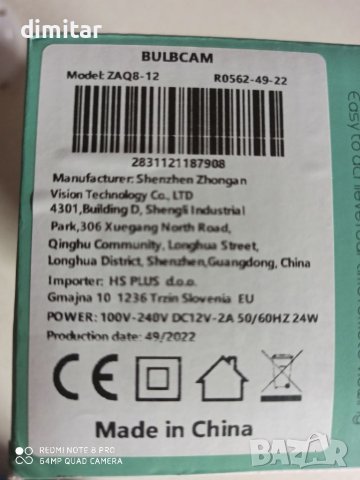 dimitar
BULBCAM
Model: ZAQ8-12 R0562-49-22
2831121187908
Manufacturer: Shenzhen Zhongan
Vision Technology Co., LTD
4301,Building D, Shengli Industrial
Park,306 Xuegang North Road,
Qinghu Community, Longhua Street,
Longhua District, Shenzhen,Guangdong, China
Importer: HS PLUS d.o.o.
Gmajna 10 1236 Trzin Slovenia EU
POWER: 100V-240V DC12V-2A 50/60HZ 24W
Production date: 49/2022
CE
Made in China
Easy to
REDMI NOTE 8 PRO
64MP QUAD CAMERA
bazar